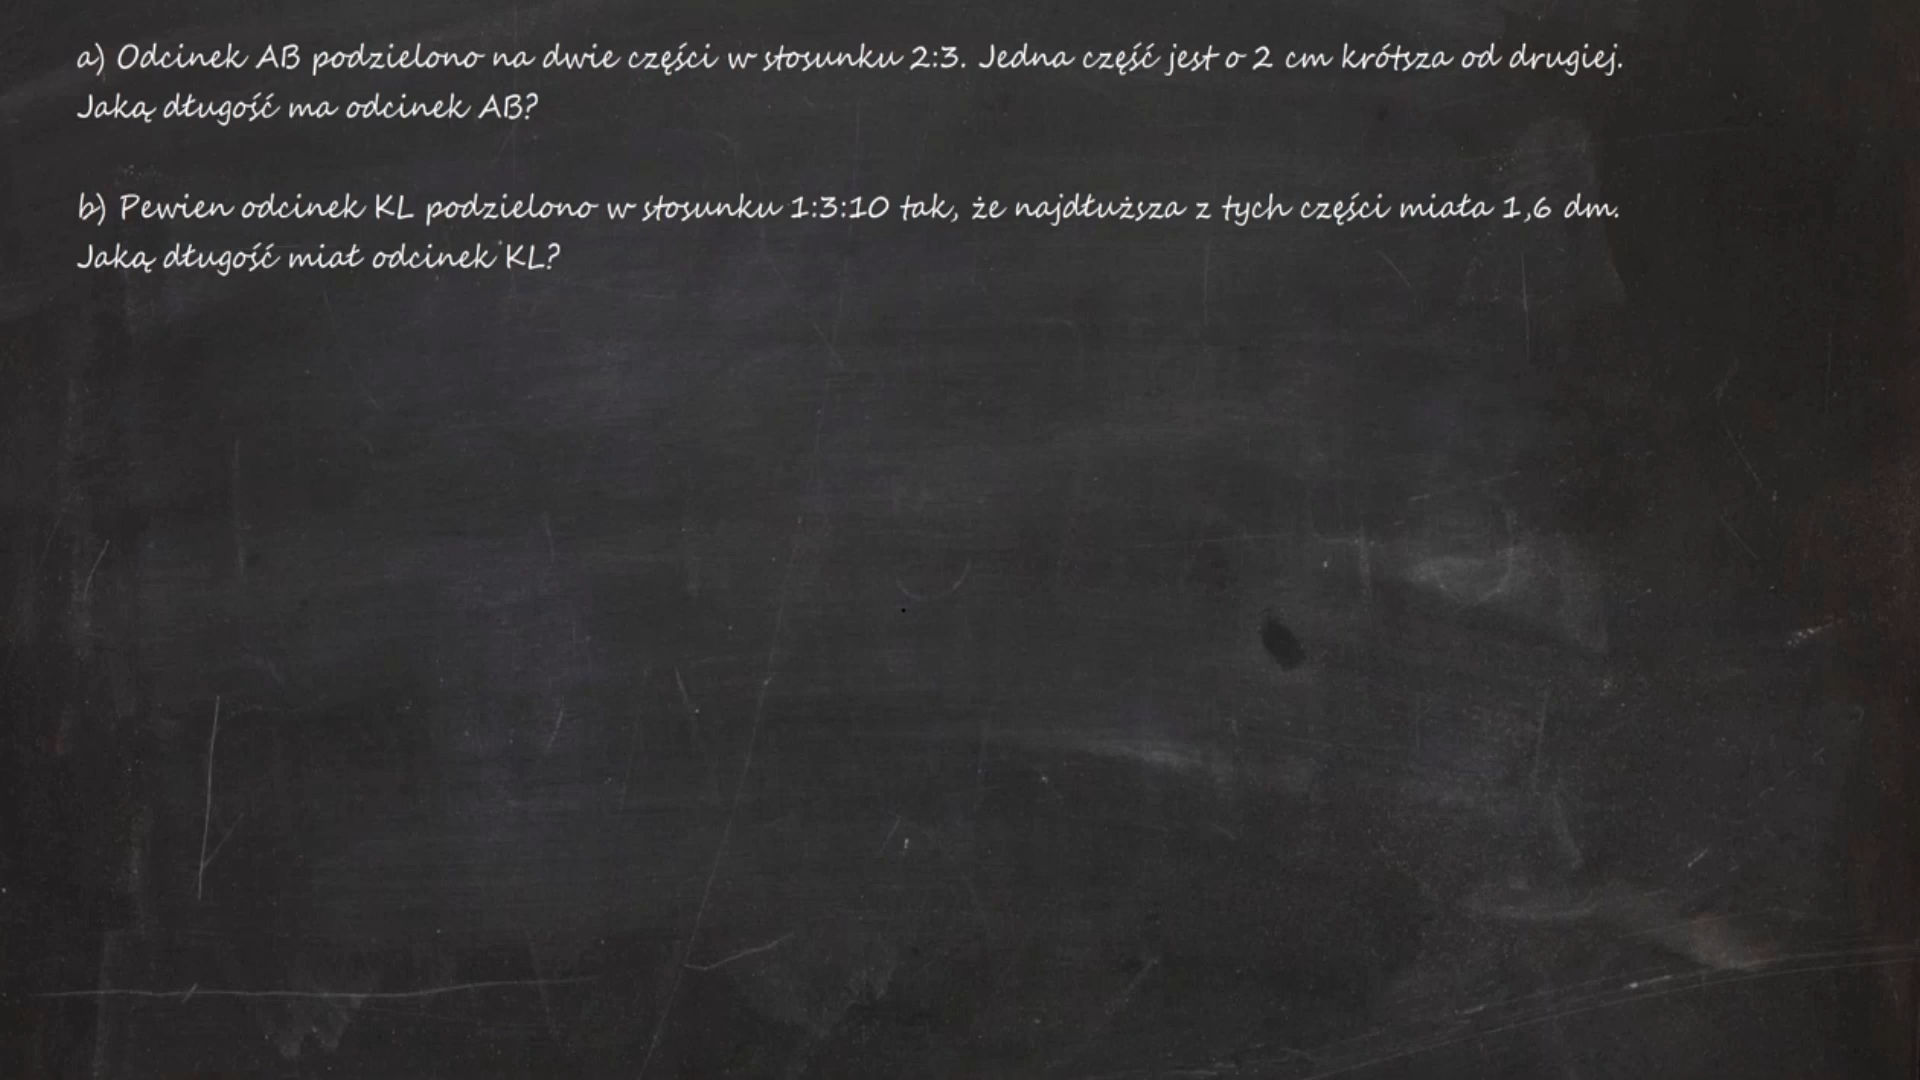 a) Odcinek AB podzielono na dwie części w stosunku 2:3. Jedna część jest o 2 cm krótsza od drugiej.
Jaką długość ma odcinek AB?
b) Pewien odcinek KL podzielono w stosunku 1:3:10 tak, że najdłuższa z tych części miała 1,6 dm.
Jaką długość miał odcinek KL?